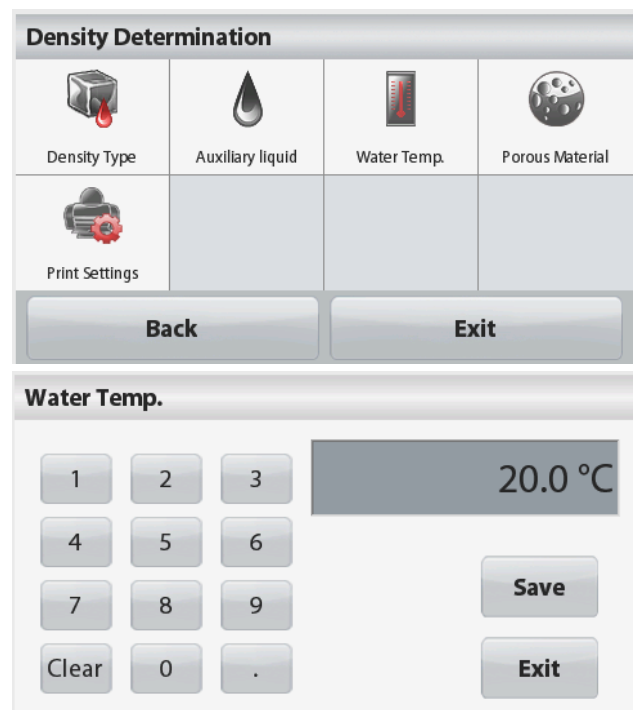 Density Determination
Density Type
Auxiliary liquid
Water Temp.
Porous Material
Print Settings
Back
Exit
Water Temp.
20.0 °C
1 2 3
4 5 6
7 8 9
Clear 0 .
Save
Exit